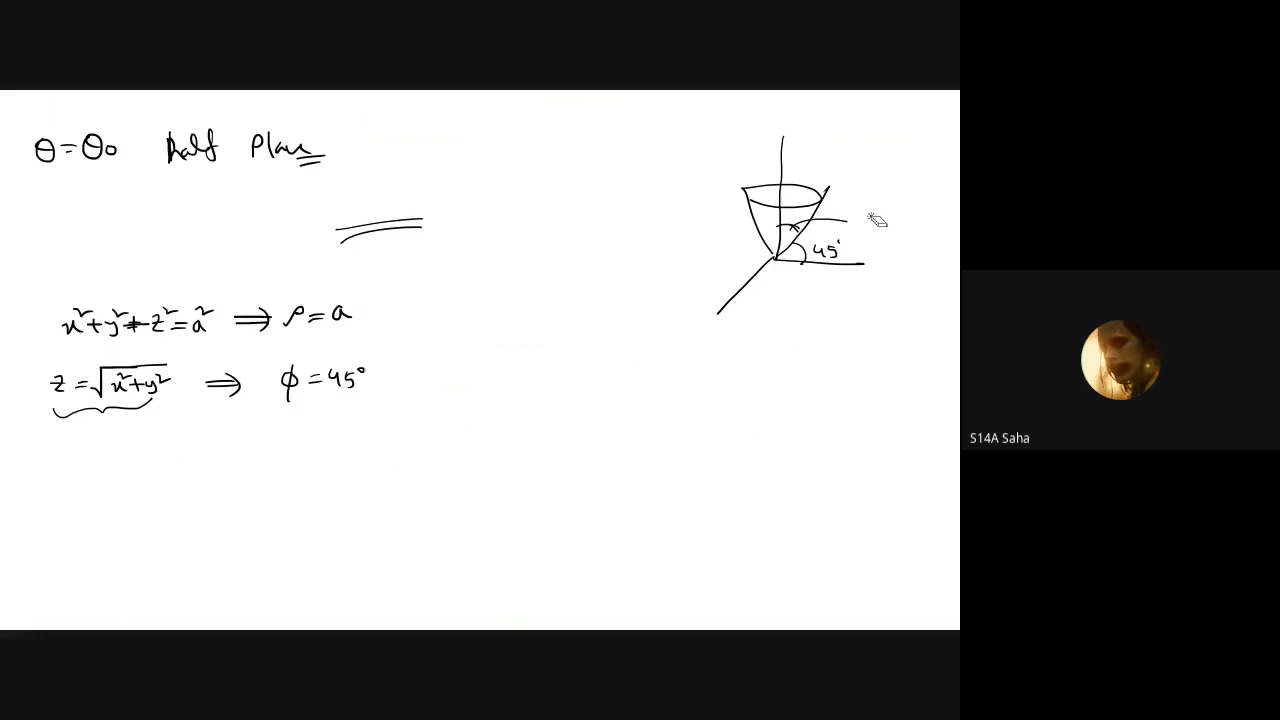 θ=θ₀ half Plane
45°
x²+y²+z²=a² ⇒ ρ=a
z=√x²+y² ⇒ ϕ=45°
S14A Saha